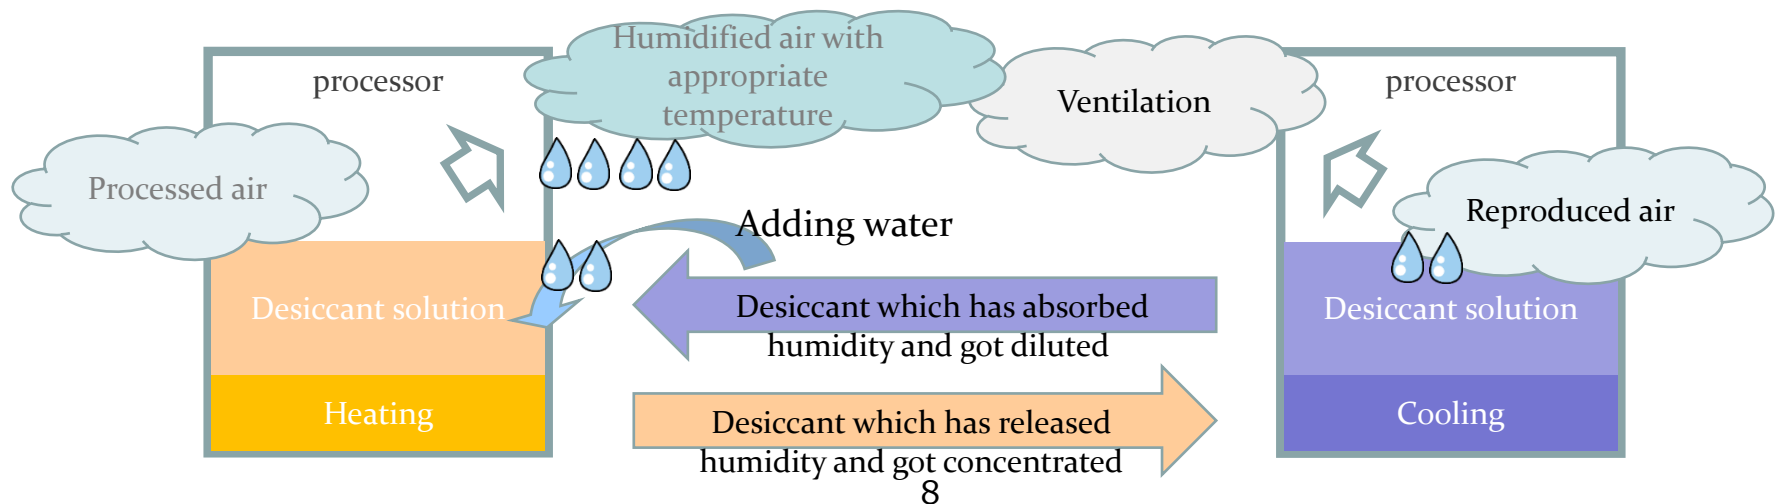 processor
Humidified air with
appropriate
temperature
Ventilation
processor
Processed air
Reproduced air
Adding water
Desiccant solution
Desiccant which has absorbed
humidity and got diluted
Desiccant solution
Heating
Desiccant which has released
humidity and got concentrated
Cooling
8